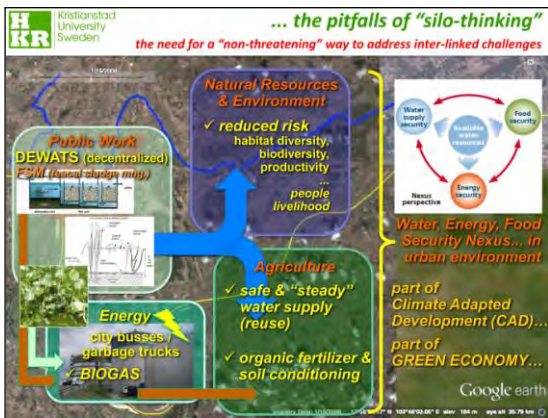 HKR
Kristianstad
University
Sweden
... the pitfalls of "silo-thinking"
the need for a "non-threatening" way to address inter-linked challenges
Natural Resources
& Environment
✓ reduced risk
habitat diversity,
biodiversity,
productivity
...
people
livelihood
Public Work
DEWATS (decentralized)
FSM (faecal sludge mng.)
Agriculture
✓ safe & "steady"
water supply
(reuse)
✓ organic fertilizer &
soil conditioning
Energy
city busses /
garbage trucks
✓ BIOGAS
Water
supply
security
Food
security
Available
water
resources
Energy
security
Nexus
perspective
Water, Energy, Food
Security Nexus... in
urban environment
part of
Climate Adapted
Development (CAD)...
part of
GREEN ECONOMY...
Google earth